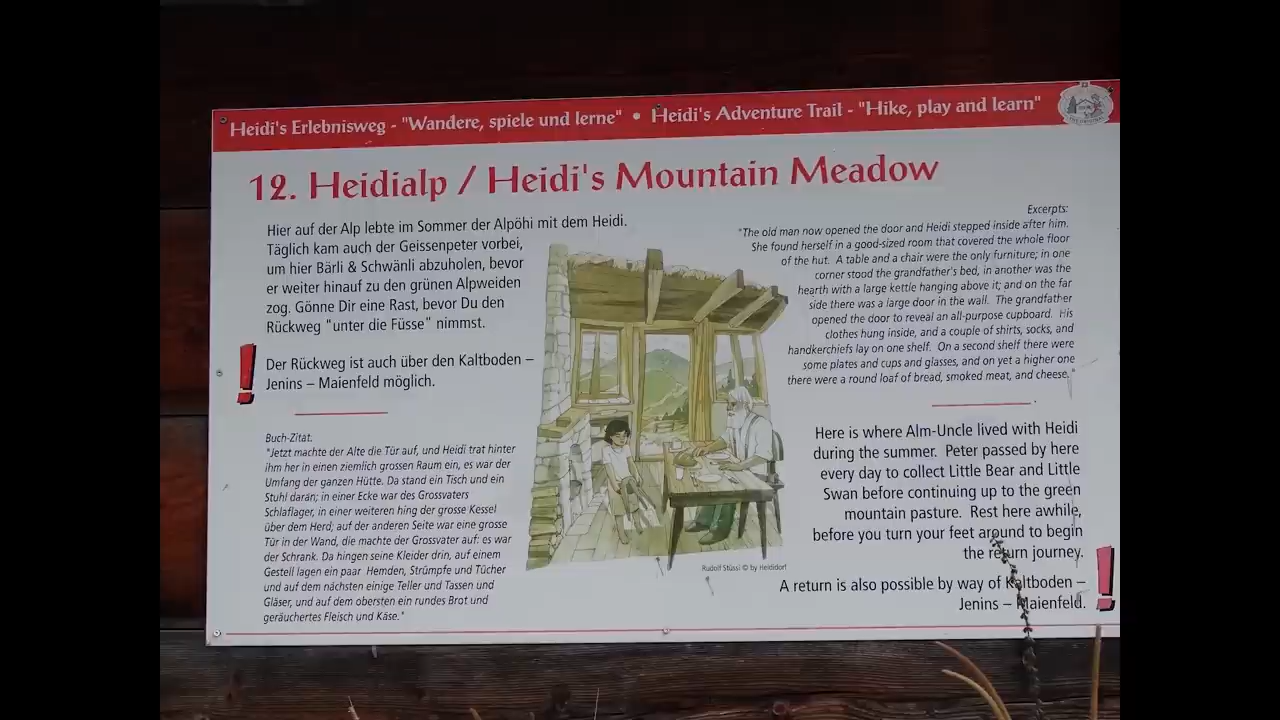 Heidi's Erlebnisweg - "Wandere, spiele und lerne" • Heidi's Adventure Trail - "Hike, play and learn"
12. Heidialp / Heidi's Mountain Meadow
Hier auf der Alp lebte im Sommer der Alpöhi mit dem Heidi.
Täglich kam auch der Geissenpeter vorbei,
um hier Bärli & Schwänli abzuholen, bevor
er weiter hinauf zu den grünen Alpweiden
zog. Gönne Dir eine Rast, bevor Du den
Rückweg "unter die Füsse" nimmst.
! Der Rückweg ist auch über den Kaltboden –
Jenins – Maienfeld möglich.
Buch-Zitat:
"Jetzt machte der Alte die Tür auf, und Heidi trat hinter
ihm her in einen ziemlich grossen Raum ein, es war der
Umfang der ganzen Hütte. Da stand ein Tisch und ein
Stuhl daran; in einer Ecke war des Grossvaters
Schlaflager, in einer weiteren hing der grosse Kessel
über dem Herd; auf der anderen Seite war eine grosse
Tür in der Wand, die machte der Grossvater auf: es war
der Schrank. Da hingen seine Kleider drin, auf einem
Gestell lagen ein paar Hemden, Strümpfe und Tücher
und auf dem nächsten einige Teller und Tassen und
Gläser, und auf dem obersten ein rundes Brot und
geräuchertes Fleisch und Käse."
Excerpts:
"The old man now opened the door and Heidi stepped inside after him.
She found herself in a good-sized room that covered the whole floor
of the hut. A table and a chair were the only furniture; in one
corner stood the grandfather's bed, in another was the
hearth with a large kettle hanging above it; and on the far
side there was a large door in the wall. The grandfather
opened the door to reveal an all-purpose cupboard. His
clothes hung inside, and a couple of shirts, socks, and
handkerchiefs lay on one shelf. On a second shelf there were
some plates and cups and glasses, and on yet a higher one
there were a round loaf of bread, smoked meat, and cheese."
Here is where Alm-Uncle lived with Heidi
during the summer. Peter passed by here
every day to collect Little Bear and Little
Swan before continuing up to the green
mountain pasture. Rest here awhile,
before you turn your feet around to begin
the return journey.
A return is also possible by way of Kaltboden –
Jenins – Maienfeld. !
Rudolf Stüssi © by Heididorf